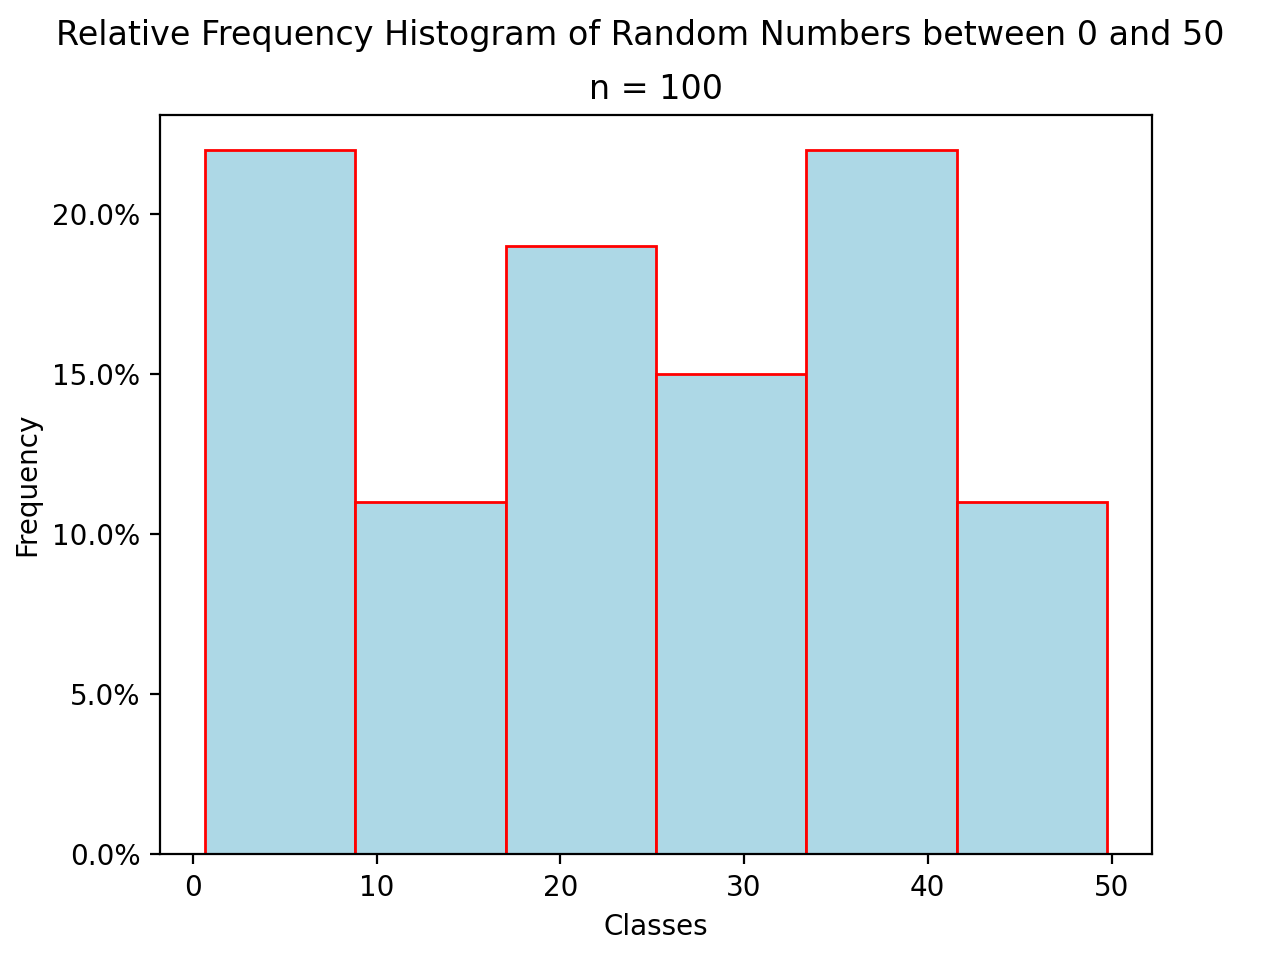 Relative Frequency Histogram of Random Numbers between 0 and 50
n = 100
20.0%
15.0%
10.0%
5.0%
0.0%
Frequency
0 10 20 30 40 50
Classes